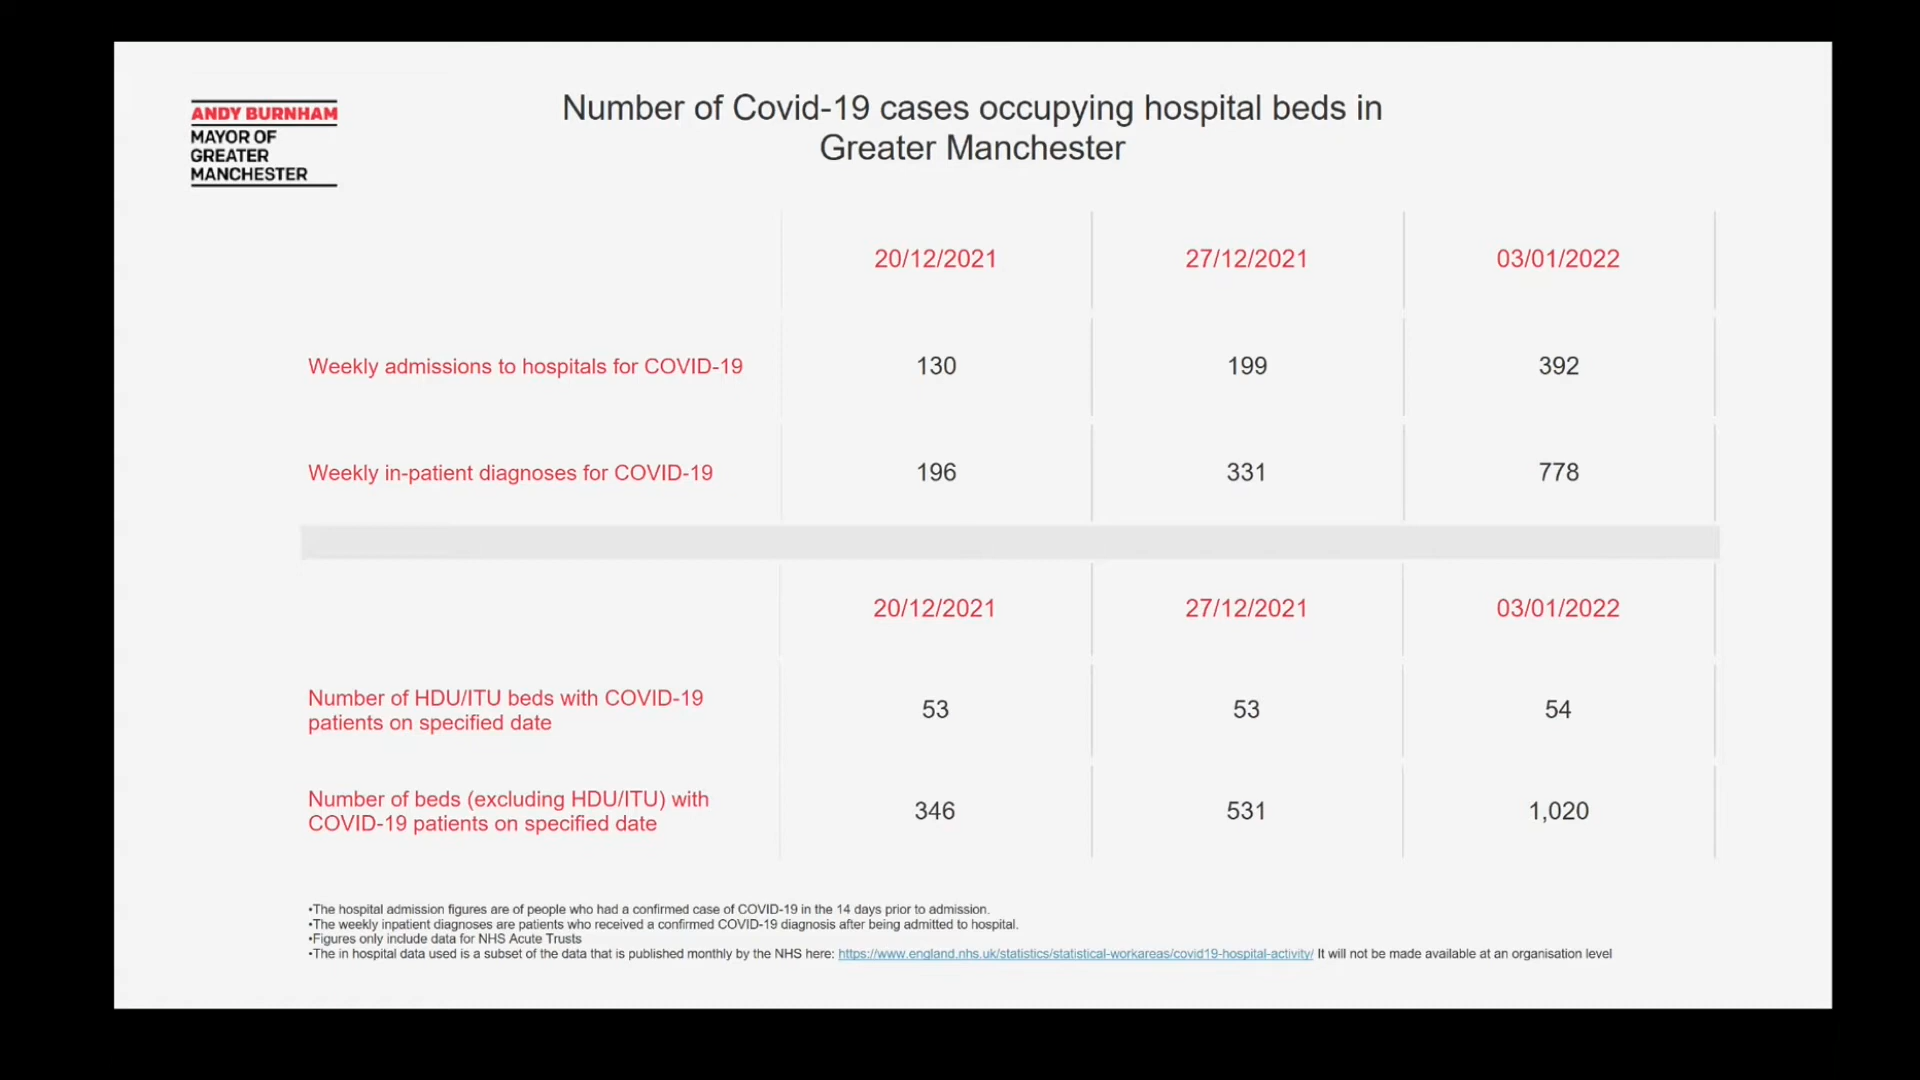 ANDY BURNHAM
MAYOR OF
GREATER
MANCHESTER
Number of Covid-19 cases occupying hospital beds in
Greater Manchester
20/12/2021 27/12/2021 03/01/2022
Weekly admissions to hospitals for COVID-19 130 199 392
Weekly in-patient diagnoses for COVID-19 196 331 778
20/12/2021 27/12/2021 03/01/2022
Number of HDU/ITU beds with COVID-19
patients on specified date 53 53 54
Number of beds (excluding HDU/ITU) with
COVID-19 patients on specified date 346 531 1,020
•The hospital admission figures are of people who had a confirmed case of COVID-19 in the 14 days prior to admission.
•The weekly inpatient diagnoses are patients who received a confirmed COVID-19 diagnosis after being admitted to hospital.
•Figures only include data for NHS Acute Trusts
•The in hospital data used is a subset of the data that is published monthly by the NHS here: https://www.england.nhs.uk/statistics/statistical-workareas/covid19-hospital-activity/ It will not be made available at an organisation level